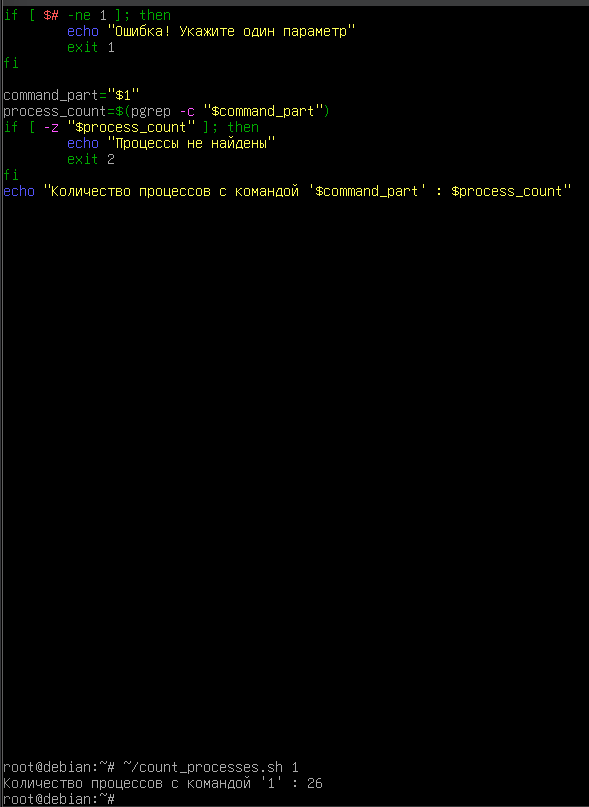 if [ $# -ne 1 ]; then
        echo "Ошибка! Укажите один параметр"
        exit 1
fi

command_part="$1"
process_count=$(pgrep -c "$command_part")
if [ -z "$process_count" ]; then
        echo "Процессы не найдены"
        exit 2
fi
echo "Количество процессов с командой '$command_part' : $process_count"
root@debian:~# ~/count_processes.sh 1
Количество процессов с командой '1' : 26
root@debian:~#